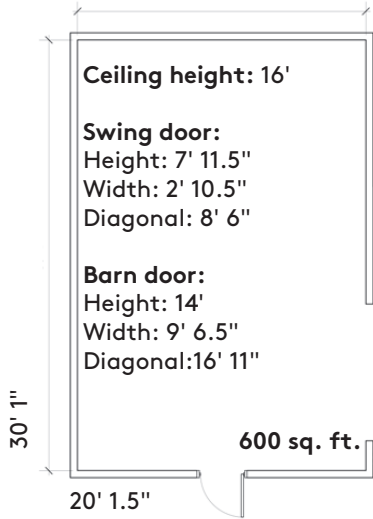 Ceiling height: 16'
Swing door:
Height: 7' 11.5"
Width: 2' 10.5"
Diagonal: 8' 6"
Barn door:
Height: 14'
Width: 9' 6.5"
Diagonal:16' 11"
30' 1"
600 sq. ft.
20' 1.5"